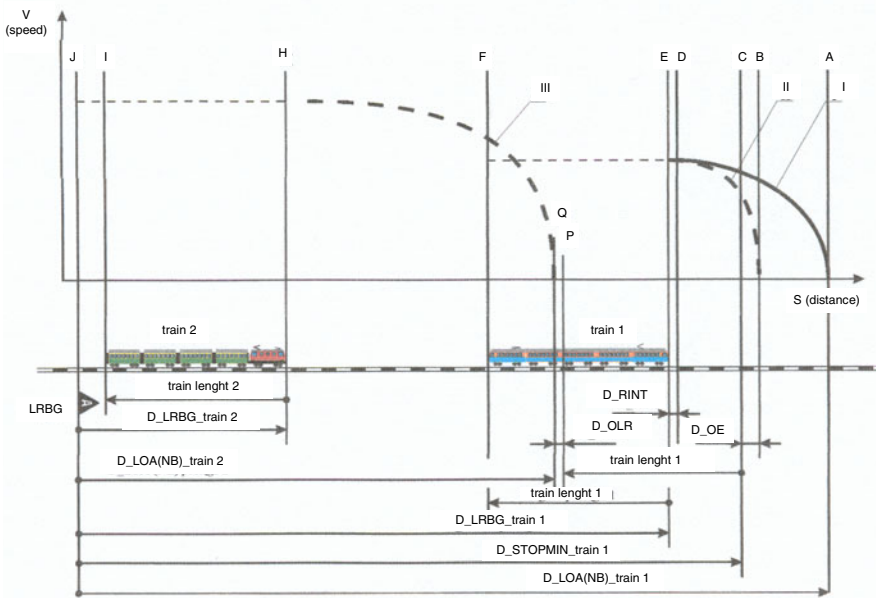 V
(speed)
J
I
H
F
E
D
C
B
A
III
II
I
Q
P
S (distance)
train 2
train 1
train lenght 2
LRBG
D_LRBG_train 2
D_RINT
D_OLR
D_OE
D_LOA(NB)_train 2
train lenght 1
train lenght 1
D_LRBG_train 1
D_STOPMIN_train 1
D_LOA(NB)_train 1